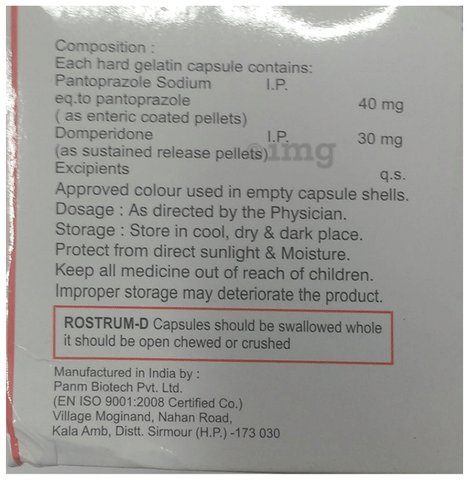 Composition :
Each hard gelatin capsule contains:
Pantoprazole Sodium I.P.
eq.to pantoprazole 40 mg
( as enteric coated pellets)
Domperidone I.P. 30 mg
(as sustained release pellets)
1mg
Excipients q.s.
Approved colour used in empty capsule shells.
Dosage : As directed by the Physician.
Storage : Store in cool, dry & dark place.
Protect from direct sunlight & Moisture.
Keep all medicine out of reach of children.
Improper storage may deteriorate the product.
ROSTRUM-D Capsules should be swallowed whole
it should be open chewed or crushed
Manufactured in India by :
Panm Biotech Pvt. Ltd.
(EN ISO 9001:2008 Certified Co.)
Village Moginand, Nahan Road,
Kala Amb, Distt. Sirmour (H.P.) -173 030